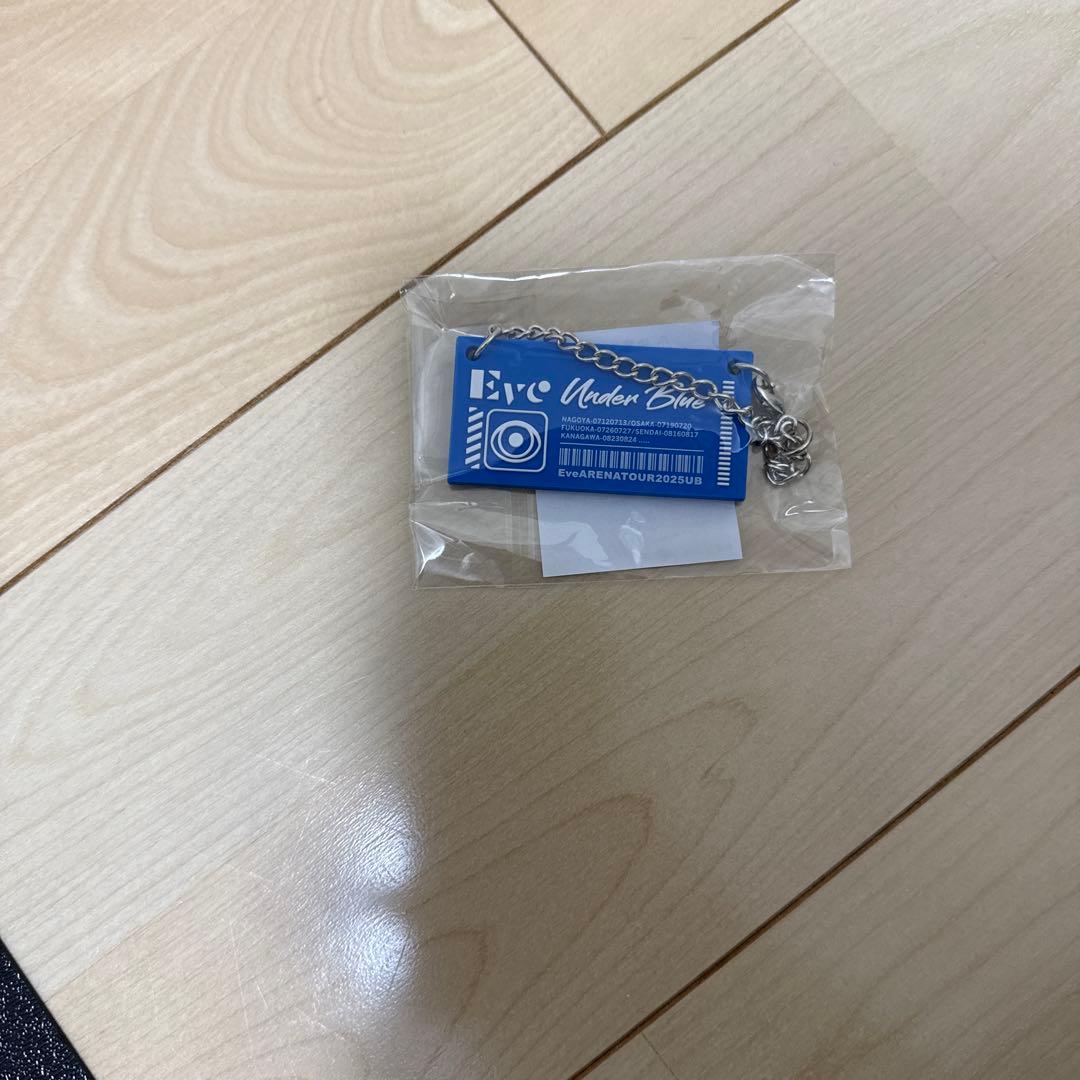 Eve Under Blue
NAGOYA-07120713/OSAKA-07190720
FUKUOKA-07260727/SENDAI-08160817
KANAGAWA-08230824 .....
EveARENATOUR2025UB